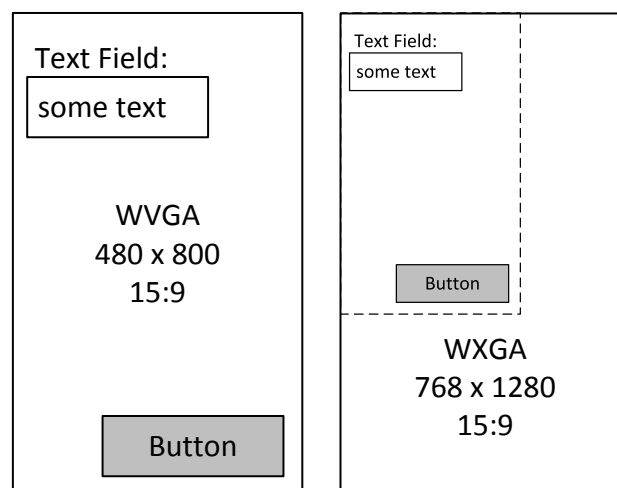 Text Field:
some text
WVGA
480 x 800
15:9
Button
Text Field:
some text
Button
WXGA
768 x 1280
15:9